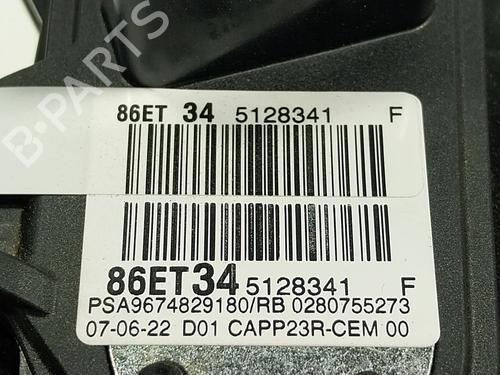 B-PARTS
86ET 34 5128341 F
86ET34 5128341 F
PSA9674829180/RB 0280755273
07-06-22 D01 CAPP23R-CEM 00